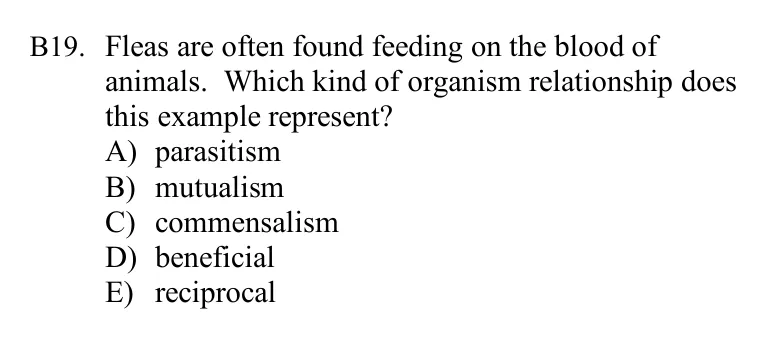 B19. Fleas are often found feeding on the blood of
animals.  Which kind of organism relationship does
this example represent?
A) parasitism
B) mutualism
C) commensalism
D) beneficial
E) reciprocal